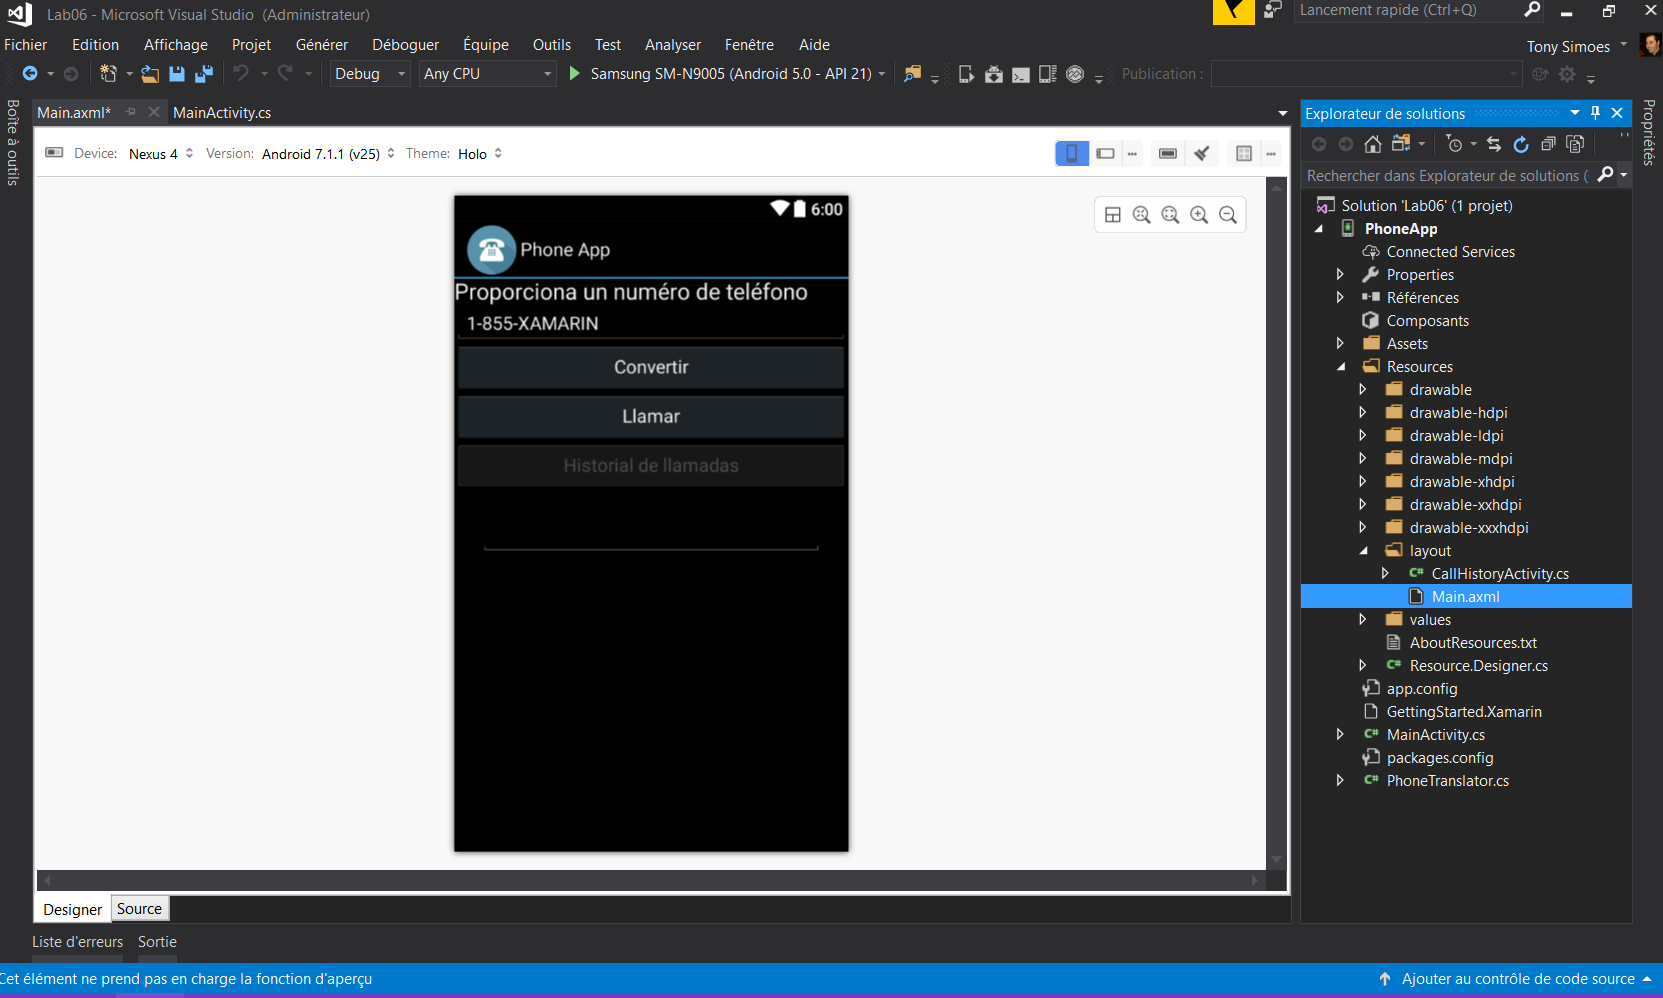 Lab06 - Microsoft Visual Studio (Administrateur)
Lancement rapide (Ctrl+Q)
Fichier Edition Affichage Projet Générer Déboguer Équipe Outils Test Analyser Fenêtre Aide
Tony Simoes
Debug Any CPU Samsung SM-N9005 (Android 5.0 - API 21) Publication :
Boîte à outils
Main.axml* MainActivity.cs
Device: Nexus 4 Version: Android 7.1.1 (v25) Theme: Holo
6:00
Phone App
Proporciona un numéro de teléfono
1-855-XAMARIN
Convertir
Llamar
Historial de llamadas
Designer Source
Explorateur de solutions
Rechercher dans Explorateur de solutions (
Solution 'Lab06' (1 projet)
PhoneApp
Connected Services
Properties
Références
Composants
Assets
Resources
drawable
drawable-hdpi
drawable-ldpi
drawable-mdpi
drawable-xhdpi
drawable-xxhdpi
drawable-xxxhdpi
layout
C# CallHistoryActivity.cs
Main.axml
values
AboutResources.txt
C# Resource.Designer.cs
app.config
GettingStarted.Xamarin
C# MainActivity.cs
packages.config
C# PhoneTranslator.cs
Propriétés
Liste d'erreurs Sortie
Cet élément ne prend pas en charge la fonction d'aperçu
Ajouter au contrôle de code source